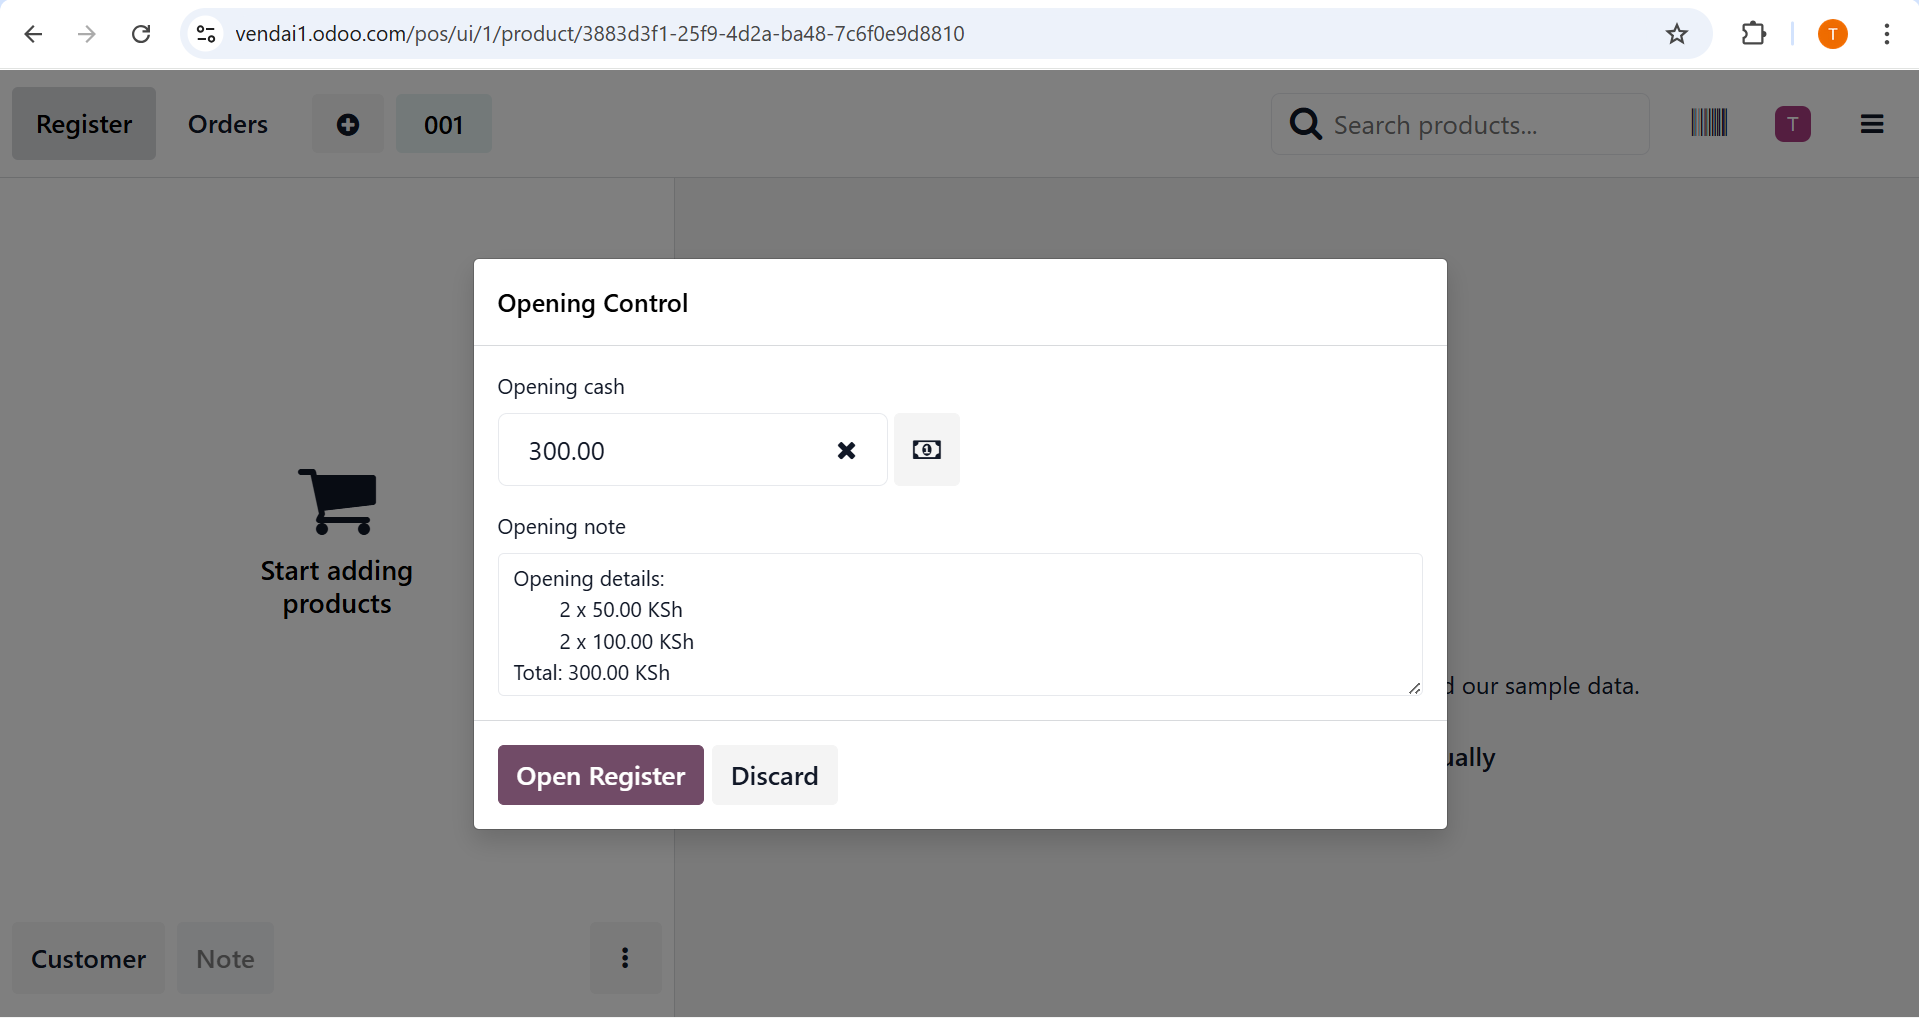 vendai1.odoo.com/pos/ui/1/product/3883d3f1-25f9-4d2a-ba48-7c6f0e9d8810
T
Register
Orders
001
Search products...
T
Opening Control
Opening cash
300.00
Opening note
Opening details:
2 x 50.00 KSh
2 x 100.00 KSh
Total: 300.00 KSh
Start adding
products
our sample data.
Open Register
Discard
Customer
Note